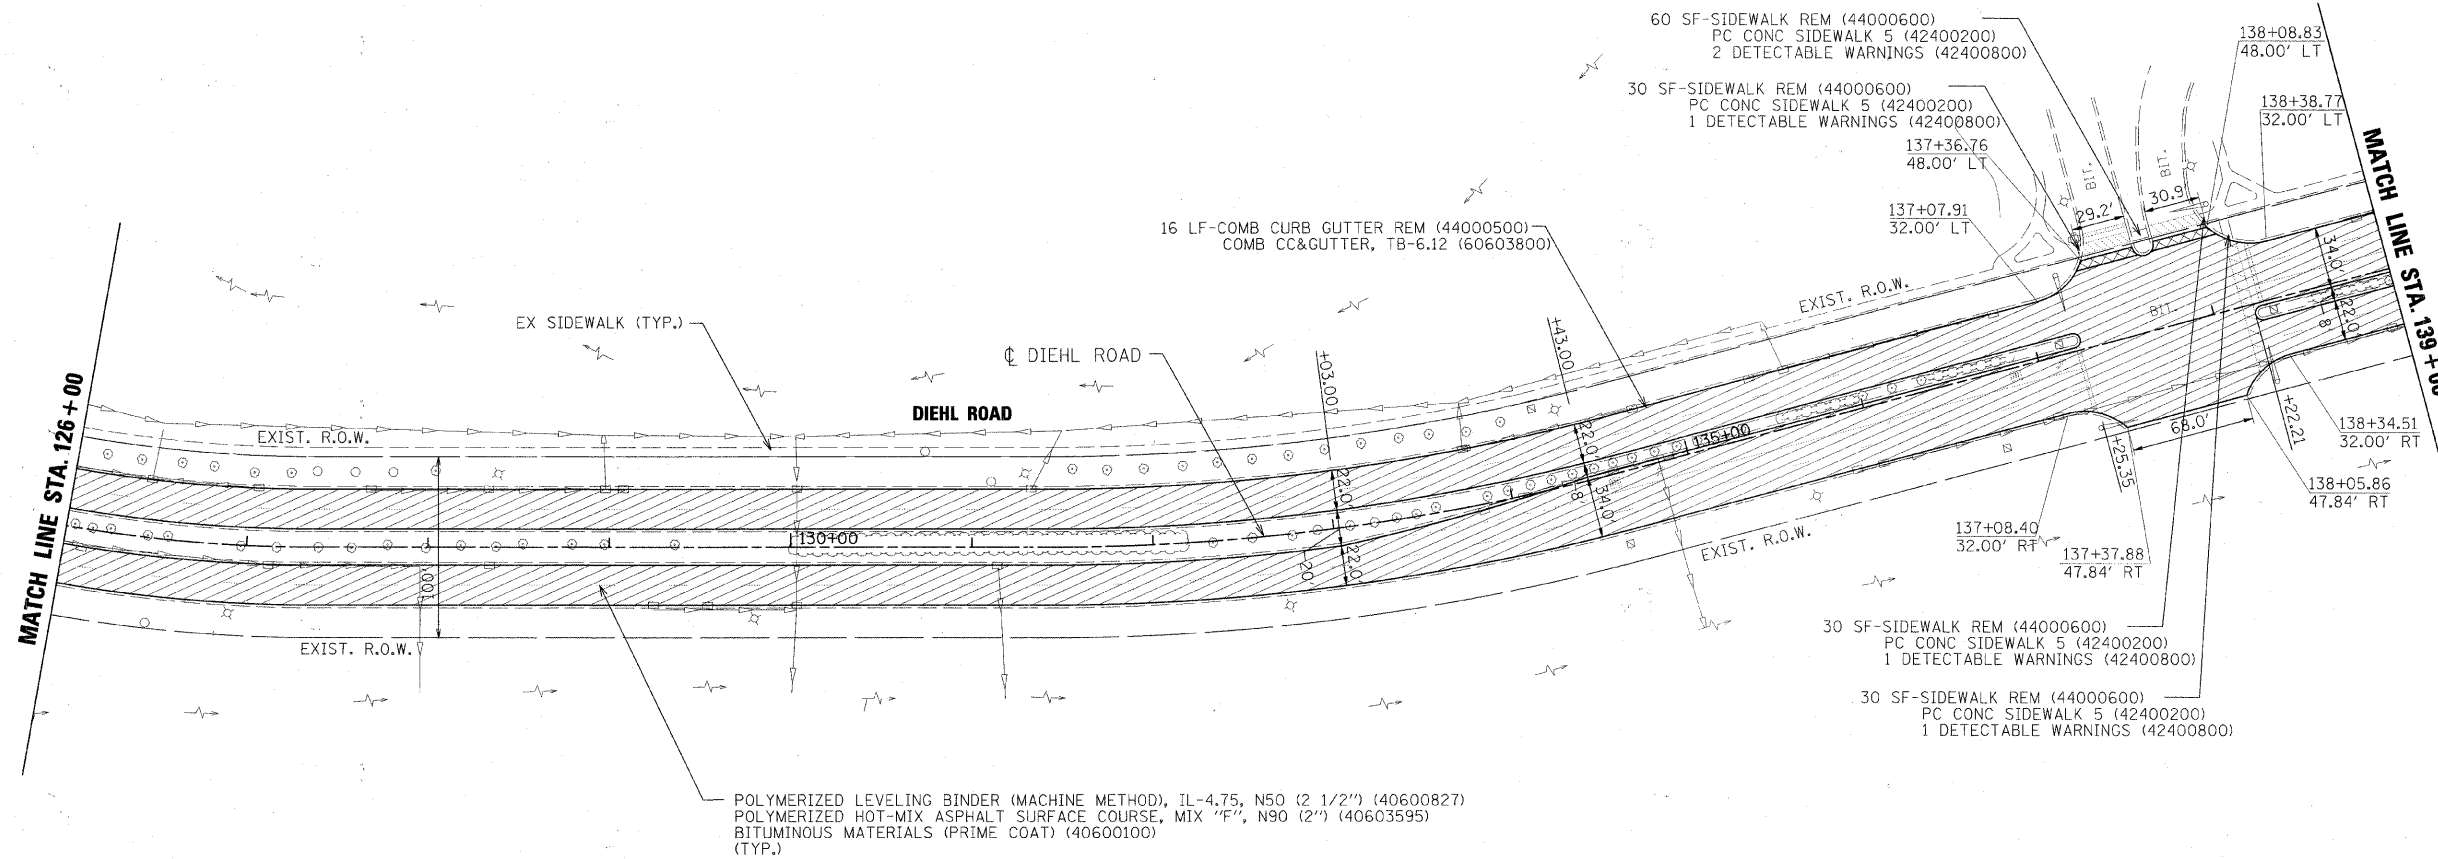 60 SF-SIDEWALK REM (44000600)
PC CONC SIDEWALK 5 (42400200)
2 DETECTABLE WARNINGS (42400800)
30 SF-SIDEWALK REM (44000600)
PC CONC SIDEWALK 5 (42400200)
1 DETECTABLE WARNINGS (42400800)
138+08.83
48.00' LT
138+38.77
32.00' LT
137+36.76
48.00' LT
137+07.91
32.00' LT
MATCH LINE STA. 139+00
BIT.
BIT.
29.2'
30.9'
16 LF-COMB CURB GUTTER REM (44000500)
COMB CC&GUTTER, TB-6.12 (60603800)
EXIST. R.O.W.
34.0'
22.0'
8'
BIT.
EX SIDEWALK (TYP.)
℄ DIEHL ROAD
+03.00
+43.00
DIEHL ROAD
MATCH LINE STA. 126+00
EXIST. R.O.W.
100'
130+00
22.0'
22.0'
20'
22.0'
8'
34.0'
135+00
68.0'
+25.35
+22.21
138+34.51
32.00' RT
138+05.86
47.84' RT
137+08.40
32.00' RT
137+37.88
47.84' RT
EXIST. R.O.W.
EXIST. R.O.W.
30 SF-SIDEWALK REM (44000600)
PC CONC SIDEWALK 5 (42400200)
1 DETECTABLE WARNINGS (42400800)
30 SF-SIDEWALK REM (44000600)
PC CONC SIDEWALK 5 (42400200)
1 DETECTABLE WARNINGS (42400800)
POLYMERIZED LEVELING BINDER (MACHINE METHOD), IL-4.75, N50 (2 1/2") (40600827)
POLYMERIZED HOT-MIX ASPHALT SURFACE COURSE, MIX "F", N90 (2") (40603595)
BITUMINOUS MATERIALS (PRIME COAT) (40600100)
(TYP.)